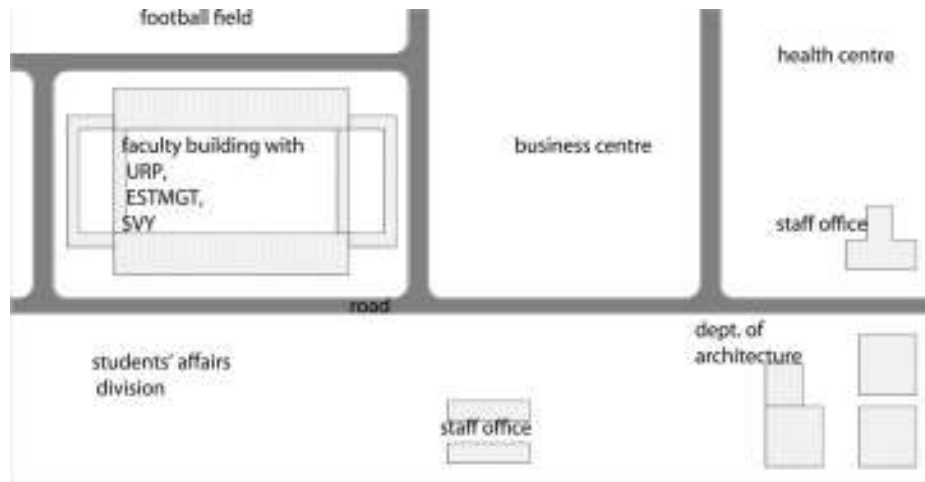 football field
health centre
faculty building with
URP,
ESTMGT,
SVY
business centre
staff office
road
dept. of
architecture
students' affairs
division
staff office